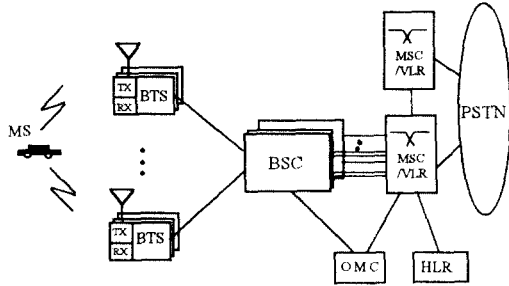 MSC
/VLR
TX
RX
BTS
PSTN
MS
BSC
MSC
/VLR
TX
RX
BTS
OMC
HLR